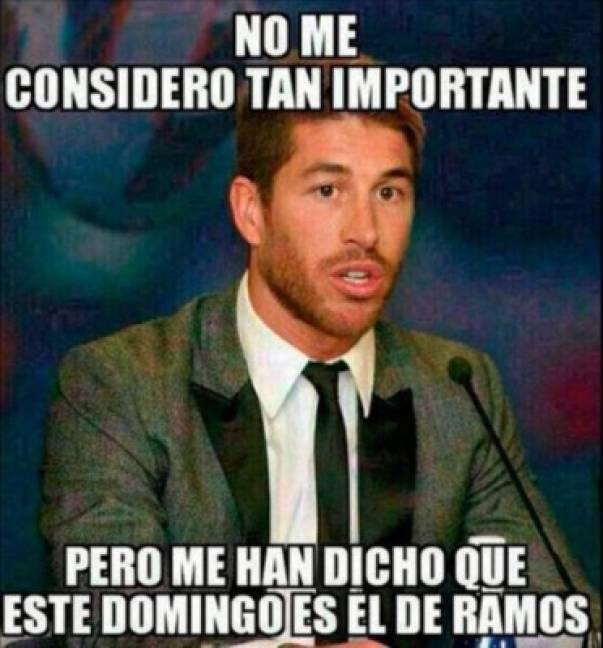 NO ME
CONSIDERO TAN IMPORTANTE
PERO ME HAN DICHO QUE
ESTE DOMINGO ES EL DE RAMOS